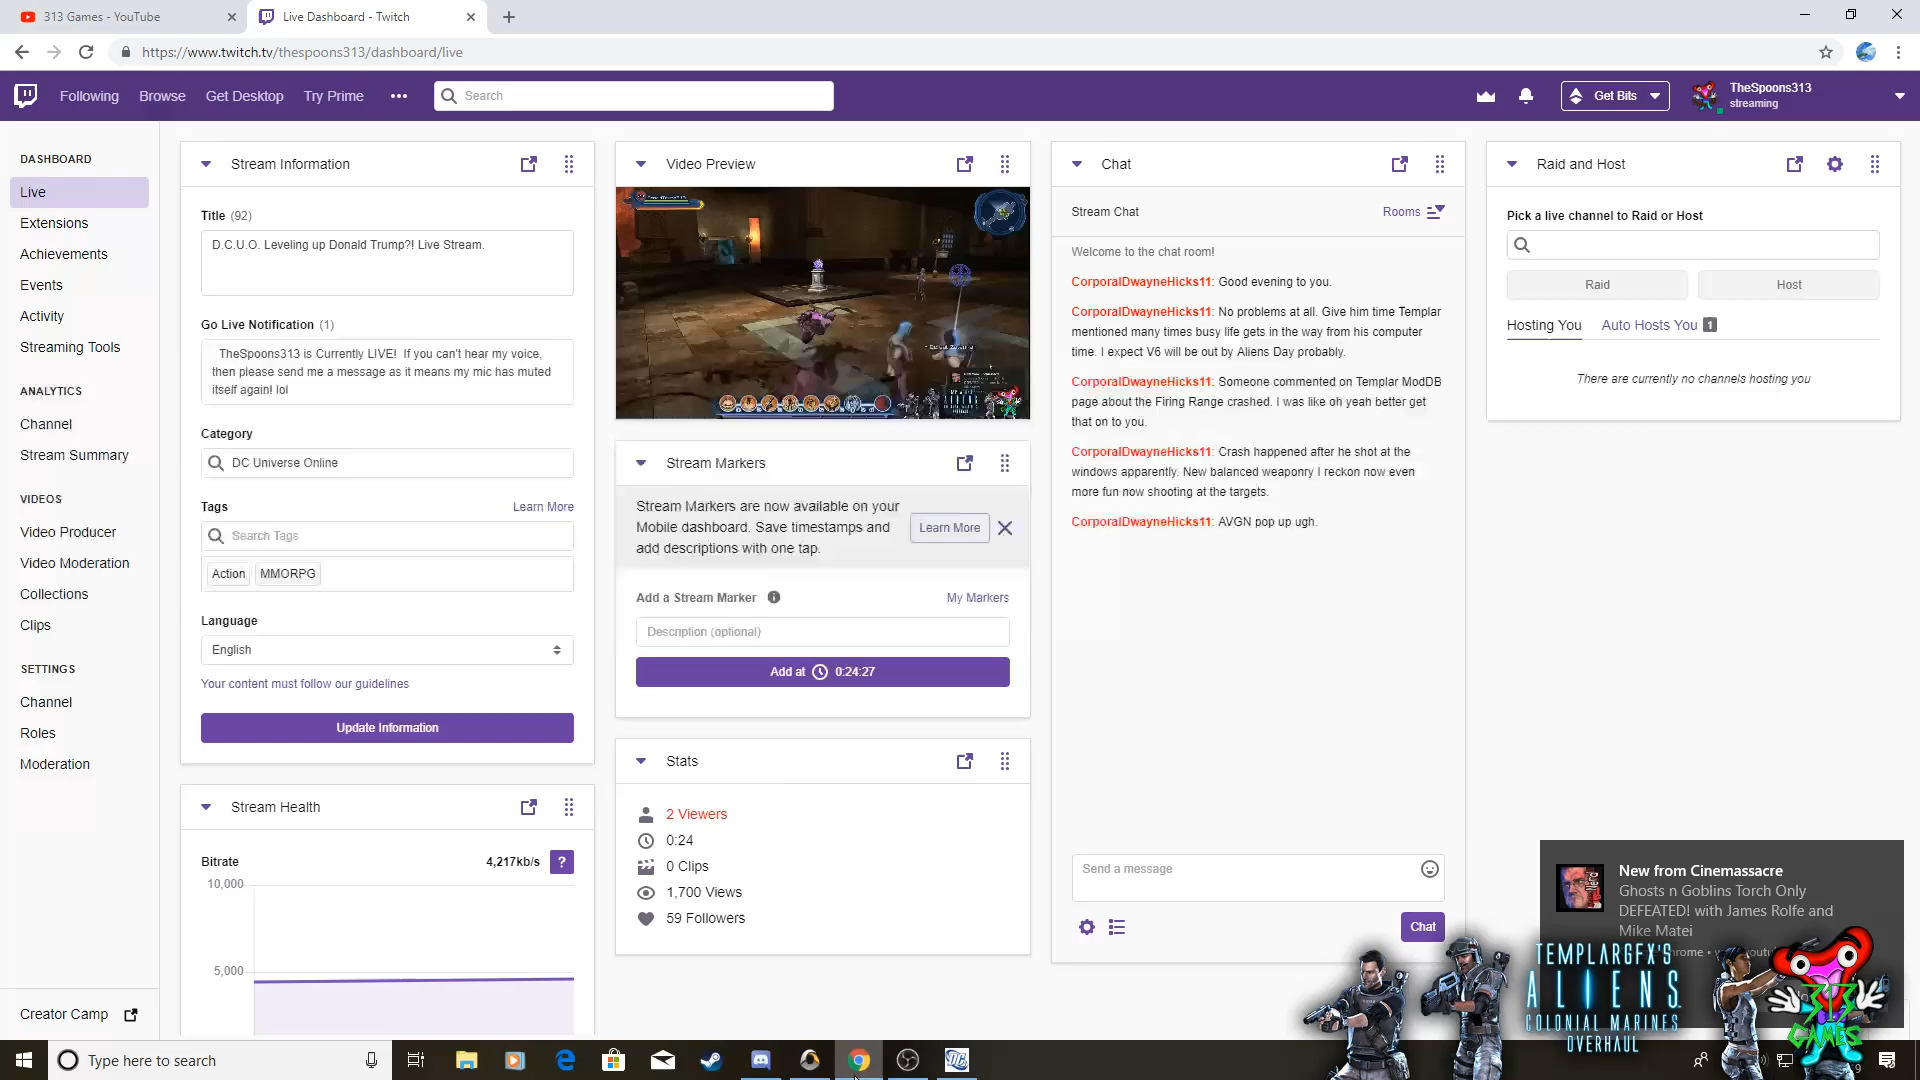 313 Games - YouTube
Live Dashboard - Twitch
https://www.twitch.tv/thespoons313/dashboard/live
Following
Browse
Get Desktop
Try Prime
Search
Get Bits
TheSpoons313
streaming
DASHBOARD
Live
Extensions
Achievements
Events
Activity
Streaming Tools
ANALYTICS
Channel
Stream Summary
VIDEOS
Video Producer
Video Moderation
Collections
Clips
SETTINGS
Channel
Roles
Moderation
Creator Camp
Stream Information
Title (92)
D.C.U.O. Leveling up Donald Trump?! Live Stream.
Go Live Notification (1)
TheSpoons313 is Currently LIVE! If you can't hear my voice,
then please send me a message as it means my mic has muted
itself again! lol
Category
DC Universe Online
Tags
Learn More
Search Tags
Action
MMORPG
Language
English
Your content must follow our guidelines
Update Information
Stream Health
Bitrate
4,217kb/s
?
10,000
5,000
Video Preview
Stream Markers
Stream Markers are now available on your
Mobile dashboard. Save timestamps and
add descriptions with one tap.
Learn More
Add a Stream Marker
My Markers
Description (optional)
Add at 0:24:27
Stats
2 Viewers
0:24
0 Clips
1,700 Views
59 Followers
Chat
Stream Chat
Rooms
Welcome to the chat room!
CorporalDwayneHicks11: Good evening to you.
CorporalDwayneHicks11: No problems at all. Give him time Templar
mentioned many times busy life gets in the way from his computer
time. I expect V6 will be out by Aliens Day probably.
CorporalDwayneHicks11: Someone commented on Templar ModDB
page about the Firing Range crashed. I was like oh yeah better get
that on to you.
CorporalDwayneHicks11: Crash happened after he shot at the
windows apparently. New balanced weaponry I reckon now even
more fun now shooting at the targets.
CorporalDwayneHicks11: AVGN pop up ugh.
Send a message
Chat
Raid and Host
Pick a live channel to Raid or Host
Raid
Host
Hosting You
Auto Hosts You 1
There are currently no channels hosting you
New from Cinemassacre
Ghosts n Goblins Torch Only
DEFEATED! with James Rolfe and
Mike Matei
TEMPLARGFX'S
ALIENS
COLONIAL MARINES
OVERHAUL
313
GAMES
Type here to search